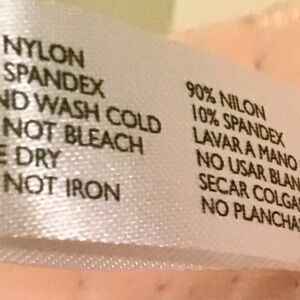 NYLON
SPANDEX
ND WASH COLD
NOT BLEACH
E DRY
NOT IRON
90% NILON
10% SPANDEX
LAVAR A MANO
NO USAR BLAN
SECAR COLGA
NO PLANCHA